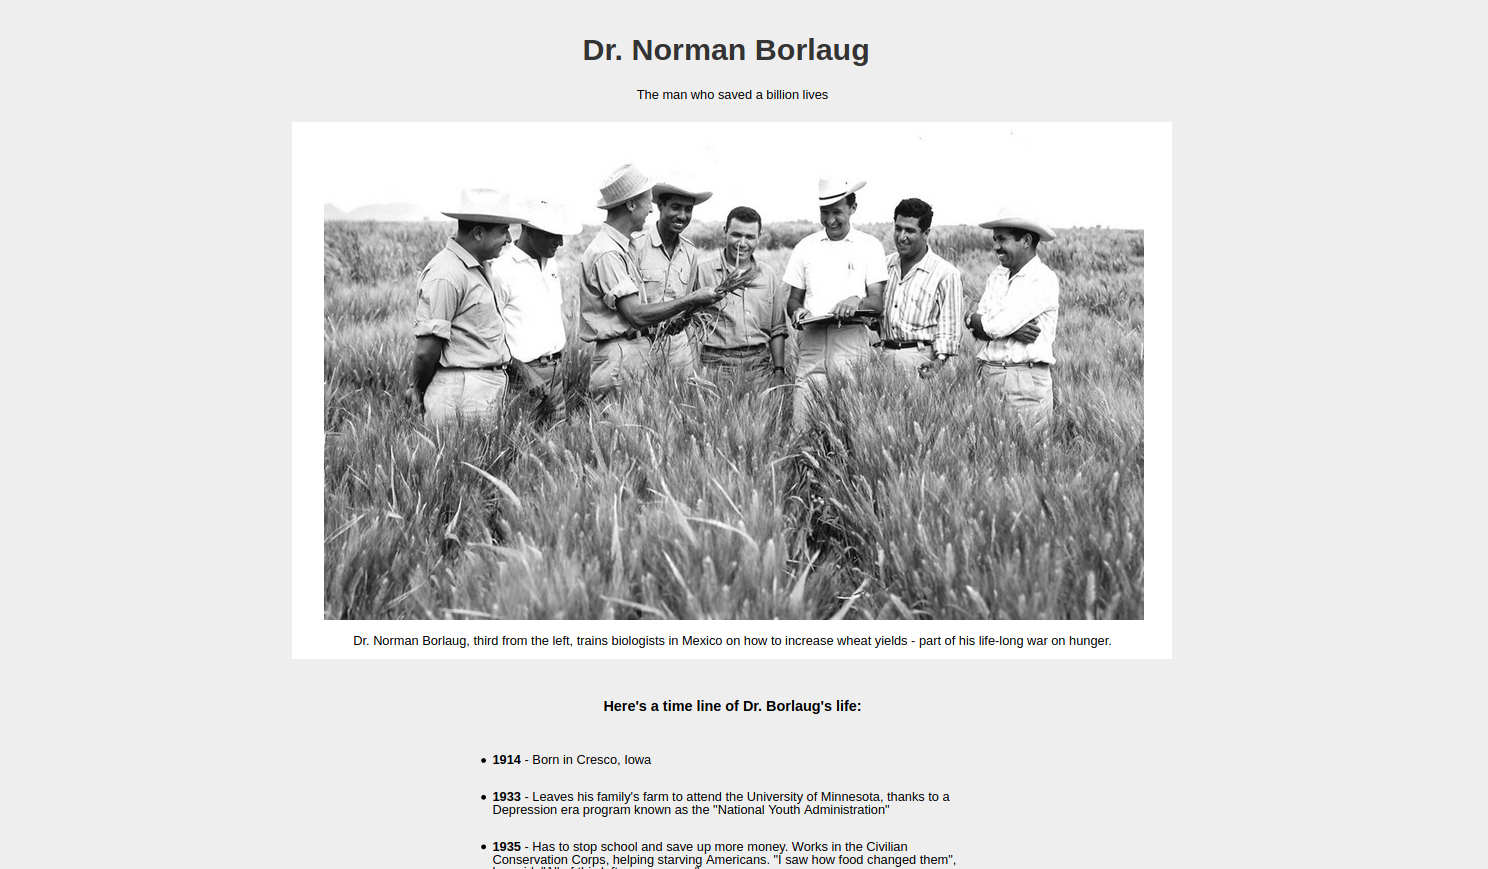 Dr. Norman Borlaug
The man who saved a billion lives
Dr. Norman Borlaug, third from the left, trains biologists in Mexico on how to increase wheat yields - part of his life-long war on hunger.
Here's a time line of Dr. Borlaug's life:
1914 - Born in Cresco, Iowa
1933 - Leaves his family's farm to attend the University of Minnesota, thanks to a
Depression era program known as the "National Youth Administration"
1935 - Has to stop school and save up more money. Works in the Civilian
Conservation Corps, helping starving Americans. "I saw how food changed them",